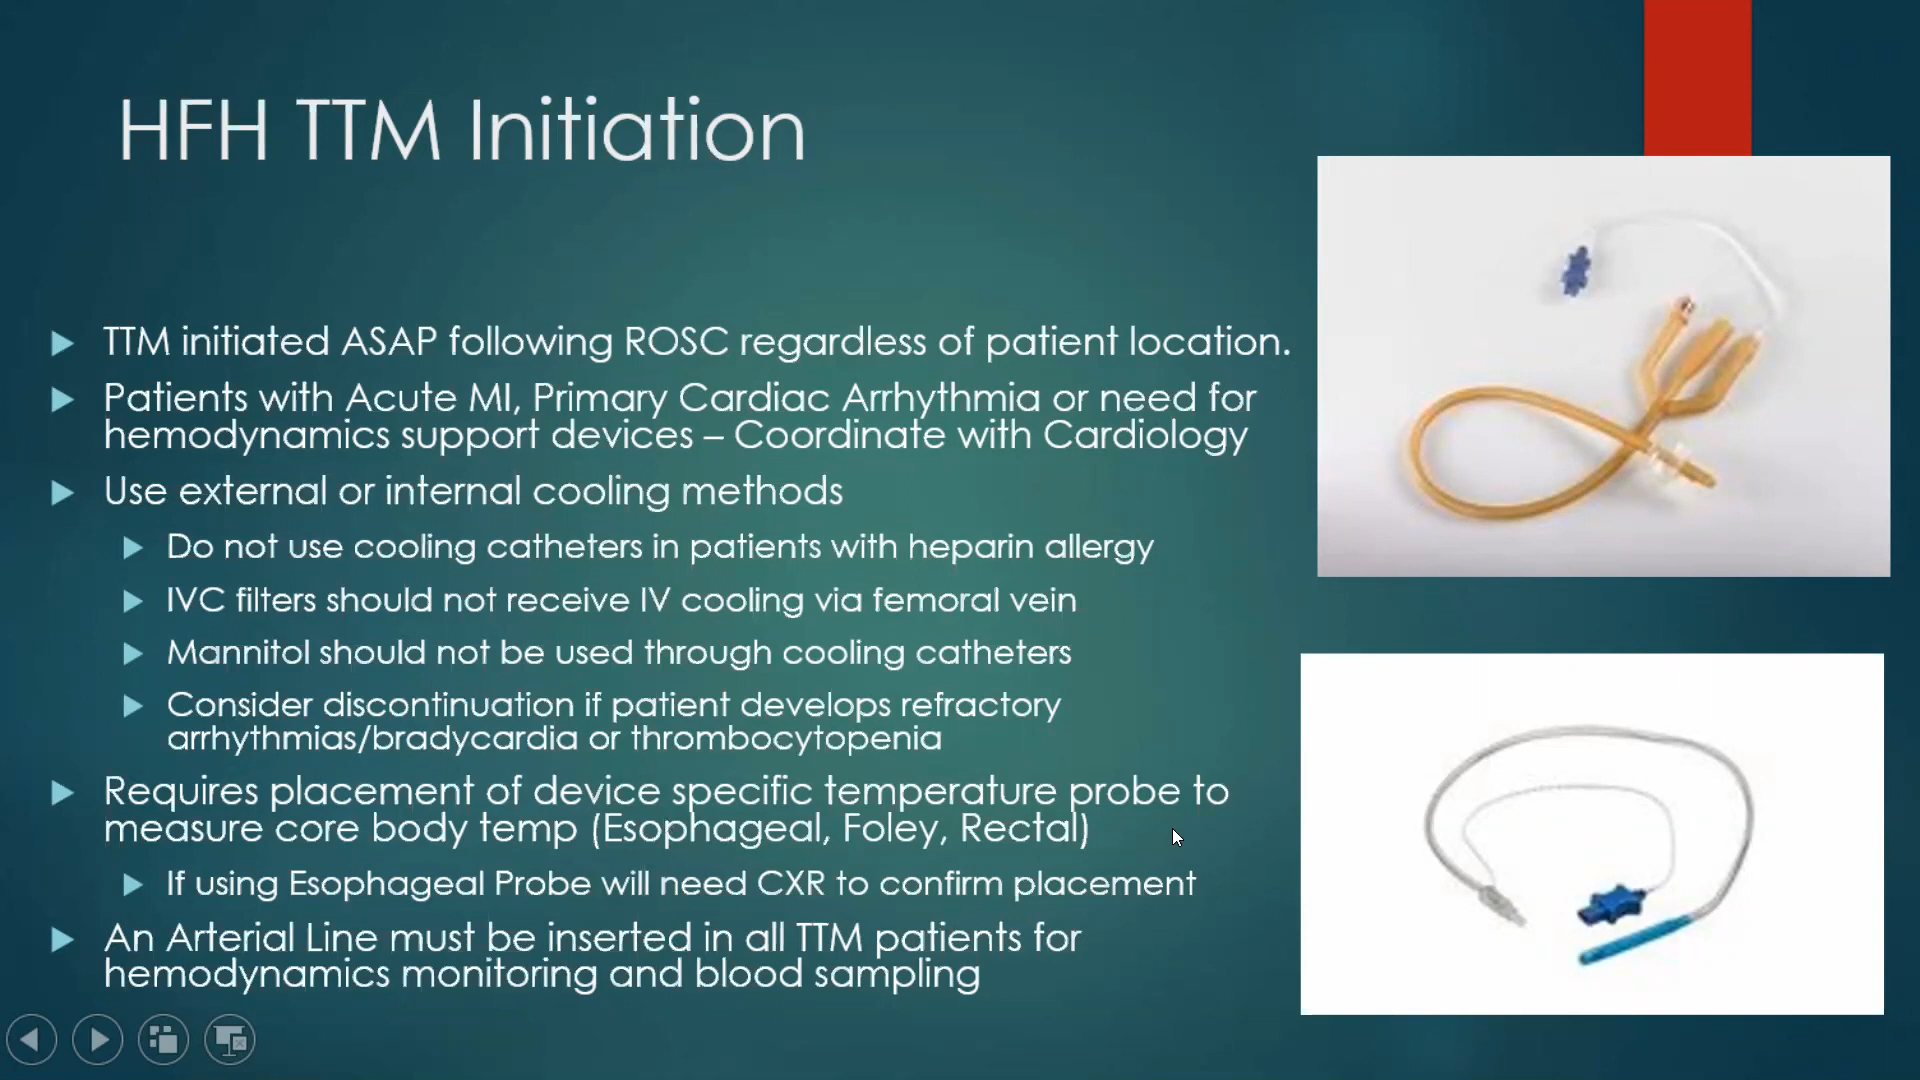 HFH TTM Initiation
TTM initiated ASAP following ROSC regardless of patient location.
Patients with Acute MI, Primary Cardiac Arrhythmia or need for
hemodynamics support devices – Coordinate with Cardiology
Use external or internal cooling methods
Do not use cooling catheters in patients with heparin allergy
IVC filters should not receive IV cooling via femoral vein
Mannitol should not be used through cooling catheters
Consider discontinuation if patient develops refractory
arrhythmias/bradycardia or thrombocytopenia
Requires placement of device specific temperature probe to
measure core body temp (Esophageal, Foley, Rectal)
If using Esophageal Probe will need CXR to confirm placement
An Arterial Line must be inserted in all TTM patients for
hemodynamics monitoring and blood sampling